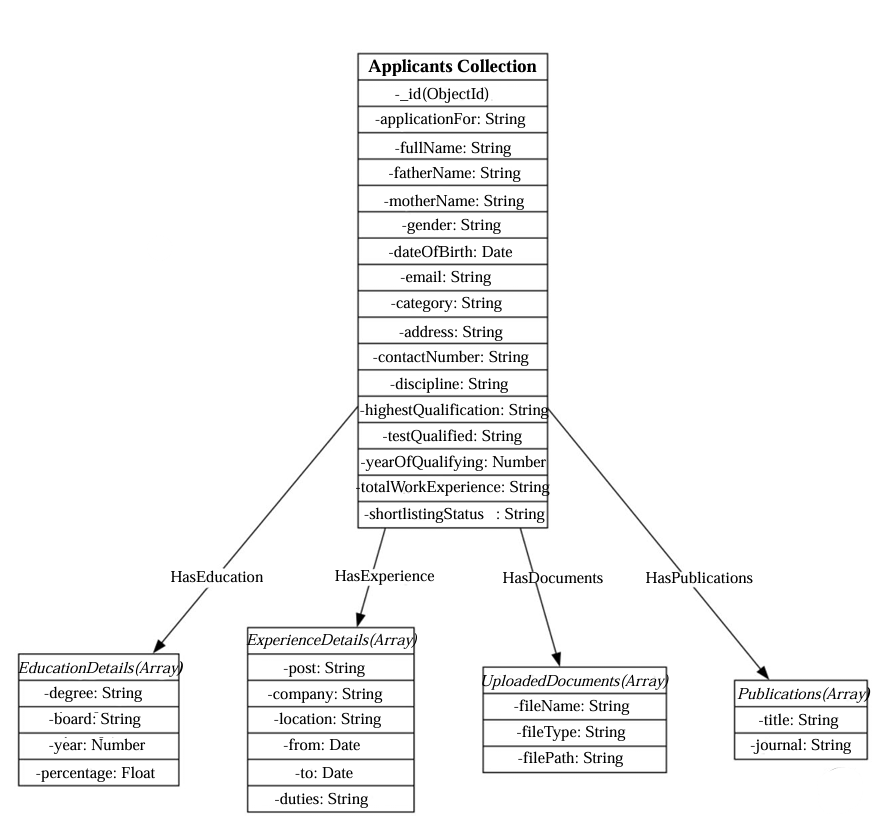 Applicants Collection
-_id(ObjectId)
-applicationFor: String
-fullName: String
-fatherName: String
-motherName: String
-gender: String
-dateOfBirth: Date
-email: String
-category: String
-address: String
-contactNumber: String
-discipline: String
-highestQualification: String
-testQualified: String
-yearOfQualifying: Number
-totalWorkExperience: String
-shortlistingStatus : String
HasEducation
HasExperience
HasDocuments
HasPublications
EducationDetails(Array)
-degree: String
-board: String
-year: Number
-percentage: Float
ExperienceDetails(Array)
-post: String
-company: String
-location: String
-from: Date
-to: Date
-duties: String
UploadedDocuments(Array)
-fileName: String
-fileType: String
-filePath: String
Publications(Array)
-title: String
-journal: String